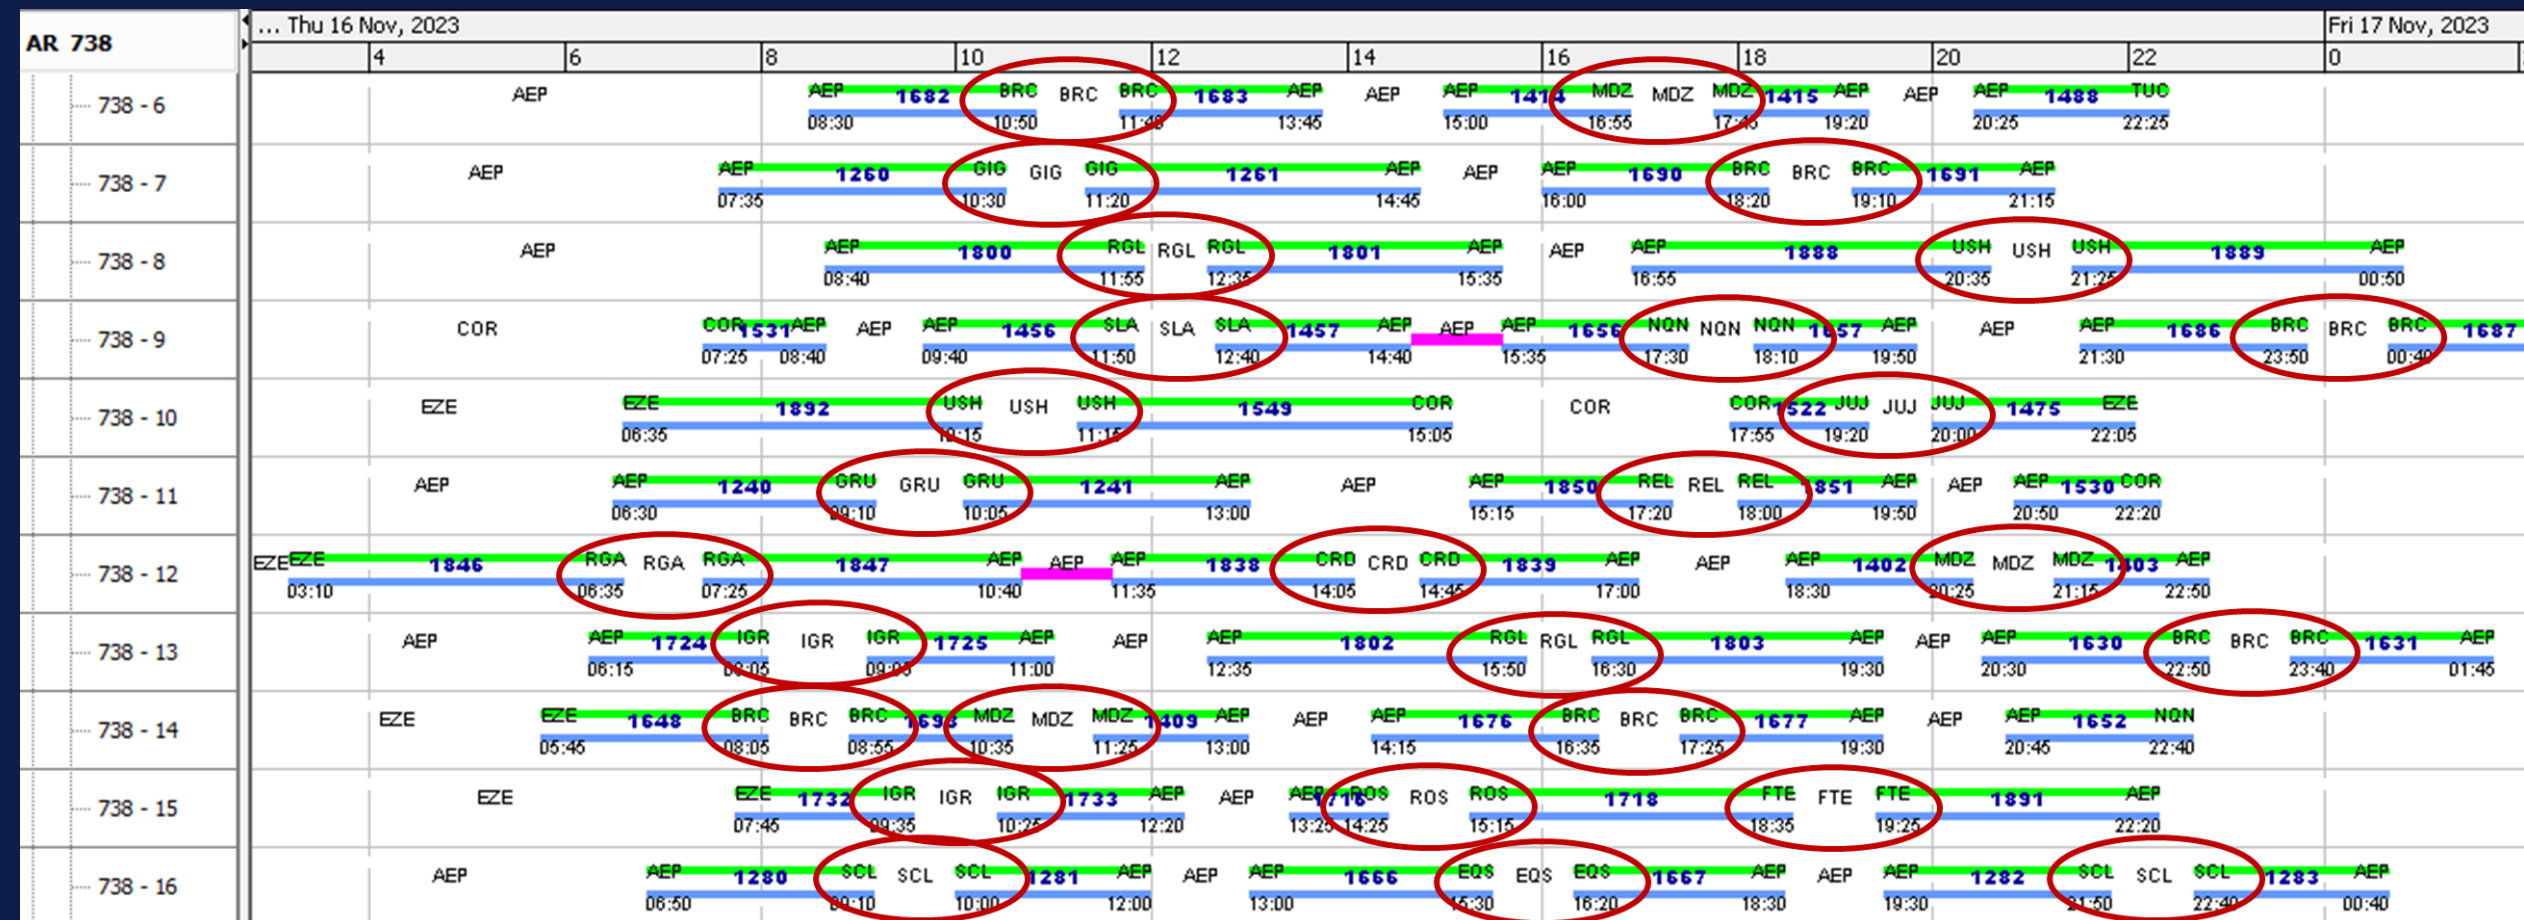 AR 738
... Thu 16 Nov, 2023 Fri 17 Nov, 2023
4 6 8 10 12 14 16 18 20 22 0
738 - 6
AEP AEP 1682 BRC BRC BRC 1683 AEP AEP AEP 1414 MDZ MDZ MDZ 1415 AEP AEP AEP 1488 TUC
08:30 10:50 11:40 13:45 15:00 16:55 17:45 19:20 20:25 22:25
738 - 7
AEP AEP 1260 GIG GIG GIG 1261 AEP AEP AEP 1690 BRC BRC BRC 1691 AEP
07:35 10:30 11:20 14:45 16:00 18:20 19:10 21:15
738 - 8
AEP AEP 1800 RGL RGL RGL 1801 AEP AEP AEP 1888 USH USH USH 1889 AEP
08:40 11:55 12:35 15:35 16:55 20:35 21:25 00:50
738 - 9
COR COR 1531 AEP AEP AEP 1456 SLA SLA SLA 1457 AEP AEP AEP 1656 NQN NQN NQN 1657 AEP AEP AEP 1686 BRC BRC BRC 1687
07:25 08:40 09:40 11:50 12:40 14:40 15:35 17:30 18:10 19:50 21:30 23:50 00:40
738 - 10
EZE EZE 1892 USH USH USH 1549 COR COR COR 1522 JUJ JUJ JUJ 1475 EZE
06:35 10:15 11:15 15:05 17:55 19:20 20:00 22:05
738 - 11
AEP AEP 1240 GRU GRU GRU 1241 AEP AEP AEP 1850 REL REL REL 1851 AEP AEP AEP 1530 COR
06:30 09:10 10:05 13:00 15:15 17:20 18:00 19:50 20:50 22:20
738 - 12
EZE EZE 1846 RGA RGA RGA 1847 AEP AEP AEP 1838 CRD CRD CRD 1839 AEP AEP AEP 1402 MDZ MDZ MDZ 1403 AEP
03:10 06:35 07:25 10:40 11:35 14:05 14:45 17:00 18:30 20:25 21:15 22:50
738 - 13
AEP AEP 1724 IGR IGR IGR 1725 AEP AEP AEP 1802 RGL RGL RGL 1803 AEP AEP AEP 1630 BRC BRC BRC 1631 AEP
06:15 08:05 09:05 11:00 12:35 15:50 16:30 19:30 20:30 22:50 23:40 01:45
738 - 14
EZE EZE 1648 BRC BRC BRC 1693 MDZ MDZ MDZ 1409 AEP AEP AEP 1676 BRC BRC BRC 1677 AEP AEP AEP 1652 NQN
05:45 08:05 08:55 10:35 11:25 13:00 14:15 16:35 17:25 19:30 20:45 22:40
738 - 15
EZE EZE 1732 IGR IGR IGR 1733 AEP AEP AEP 1716 ROS ROS ROS 1718 FTE FTE FTE 1891 AEP
07:45 09:35 10:25 12:20 13:25 14:25 15:15 18:35 19:25 22:20
738 - 16
AEP AEP 1280 SCL SCL SCL 1281 AEP AEP AEP 1666 EQS EQS EQS 1667 AEP AEP AEP 1282 SCL SCL SCL 1283 AEP
06:50 09:10 10:00 12:00 13:00 15:30 16:20 18:30 19:30 21:50 22:40 00:40